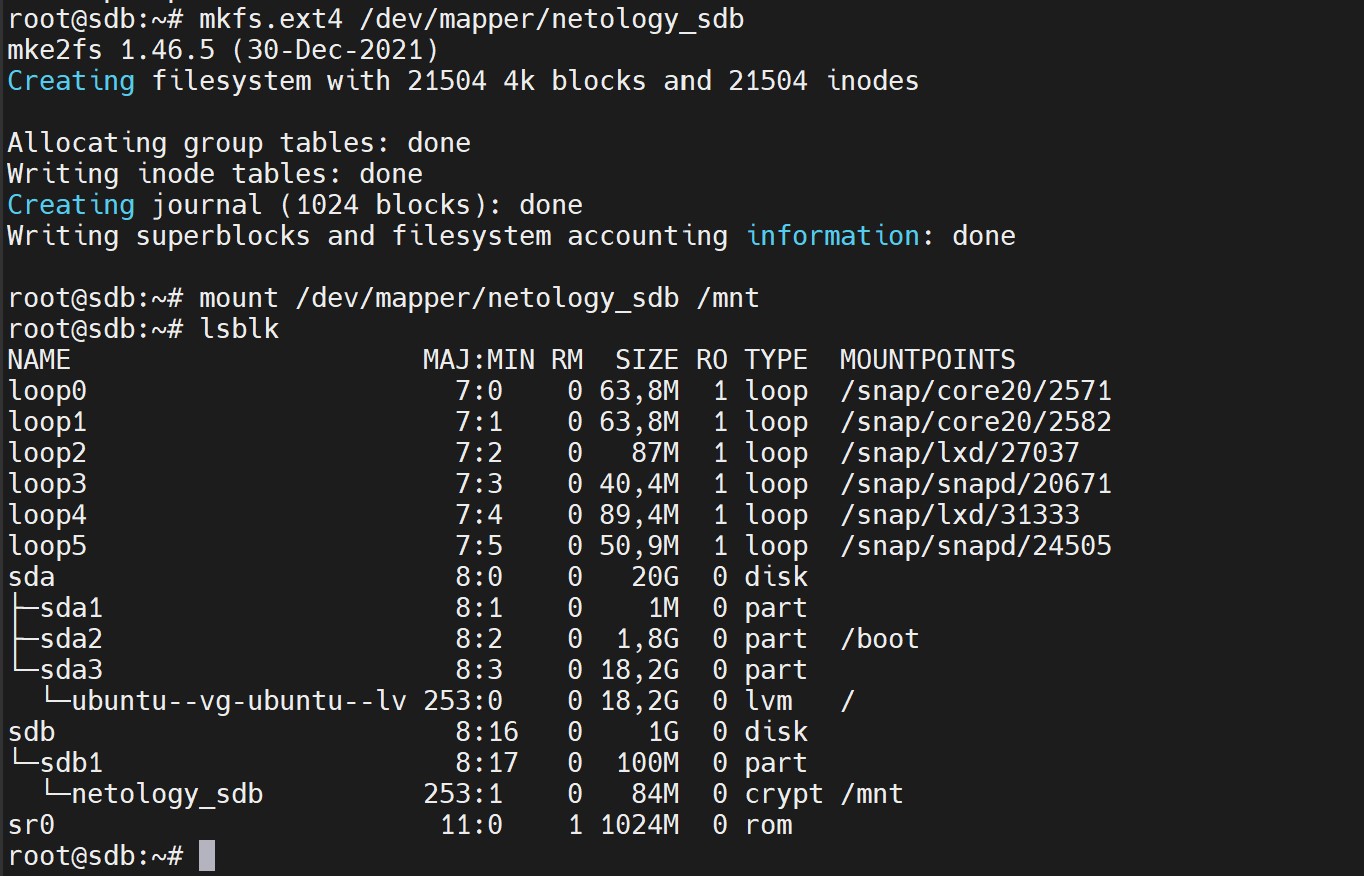 root@sdb:~# mkfs.ext4 /dev/mapper/netology_sdb
mke2fs 1.46.5 (30-Dec-2021)
Creating filesystem with 21504 4k blocks and 21504 inodes

Allocating group tables: done
Writing inode tables: done
Creating journal (1024 blocks): done
Writing superblocks and filesystem accounting information: done

root@sdb:~# mount /dev/mapper/netology_sdb /mnt
root@sdb:~# lsblk
NAME                      MAJ:MIN RM   SIZE RO TYPE  MOUNTPOINTS
loop0                       7:0    0 63,8M  1 loop  /snap/core20/2571
loop1                       7:1    0 63,8M  1 loop  /snap/core20/2582
loop2                       7:2    0   87M  1 loop  /snap/lxd/27037
loop3                       7:3    0 40,4M  1 loop  /snap/snapd/20671
loop4                       7:4    0 89,4M  1 loop  /snap/lxd/31333
loop5                       7:5    0 50,9M  1 loop  /snap/snapd/24505
sda                         8:0    0   20G  0 disk
├─sda1                      8:1    0    1M  0 part
├─sda2                      8:2    0  1,8G  0 part  /boot
└─sda3                      8:3    0 18,2G  0 part
  └─ubuntu--vg-ubuntu--lv 253:0    0 18,2G  0 lvm   /
sdb                         8:16   0    1G  0 disk
└─sdb1                      8:17   0  100M  0 part
  └─netology_sdb          253:1    0   84M  0 crypt /mnt
sr0                        11:0    1 1024M  0 rom
root@sdb:~#